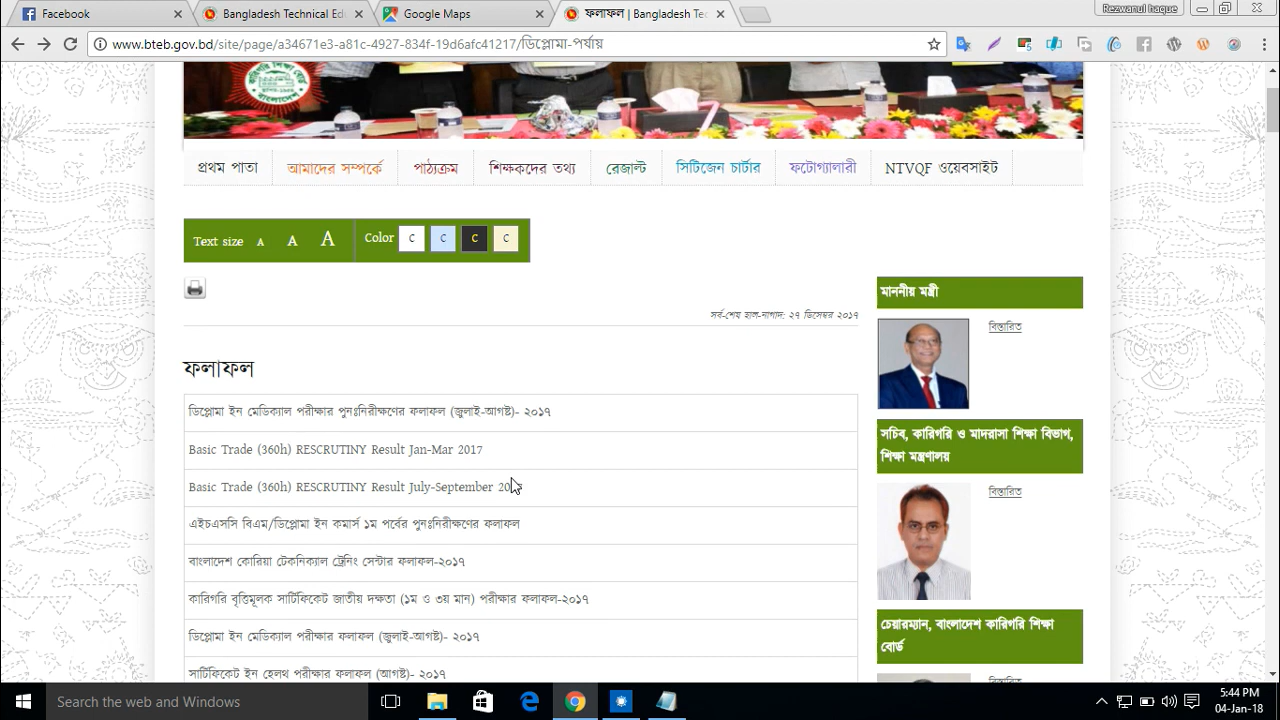 Facebook
Bangladesh Technical Ed
Google Maps
ফলাফল | Bangladesh Tec
Rezwanul haque
www.bteb.gov.bd/site/page/a34671e3-a81c-4927-834f-19d6afc41217/ডিপ্লোমা-পর্যায়
প্রথম পাতা
আমাদের সম্পর্কে
পাঠ্যক্রম
শিক্ষকদের তথ্য
রেজাল্ট
সিটিজেন চার্টার
ফটোগ্যালারী
NTVQF ওয়েবসাইট
Text size A A A
Color C C C C
সর্ব-শেষ হাল-নাগাদ: ২৭ ডিসেম্বর ২০১৭
ফলাফল
ডিপ্লোমা ইন মেডিক্যাল পরীক্ষার পুনঃনিরীক্ষণের ফলাফল (জুলাই-আগষ্ট)- ২০১৭
Basic Trade (360h) RESCRUTINY Result Jan-Mar 2017
Basic Trade (360h) RESCRUTINY Result July-September
এইচএসসি বিএম/ডিপ্লোমা ইন কমার্স ১ম পর্বের পুনঃনিরীক্ষণের ফলাফল
বাংলাদেশ কোরিয়া টেকনিক্যাল ট্রেনিং সেন্টার ফলাফল-২০১৭
কারিগরি বৃত্তিমূলক সার্টিফিকেট জাতীয় দক্ষতা (১ম ও ৩য় মান) পরীক্ষার ফলাফল-২০১৭
ডিপ্লোমা ইন মেডিক্যাল পরীক্ষার ফলাফল (জুলাই-আগষ্ট)- ২০১৭
সার্টিফিকেট ইন হেলথ পরীক্ষার ফলাফল (আগষ্ট)- ২০১৭
মাননীয় মন্ত্রী
বিস্তারিত
সচিব, কারিগরি ও মাদরাসা শিক্ষা বিভাগ,
শিক্ষা মন্ত্রণালয়
বিস্তারিত
চেয়ারম্যান, বাংলাদেশ কারিগরি শিক্ষা
বোর্ড
বিস্তারিত
Search the web and Windows
5:44 PM
04-Jan-18